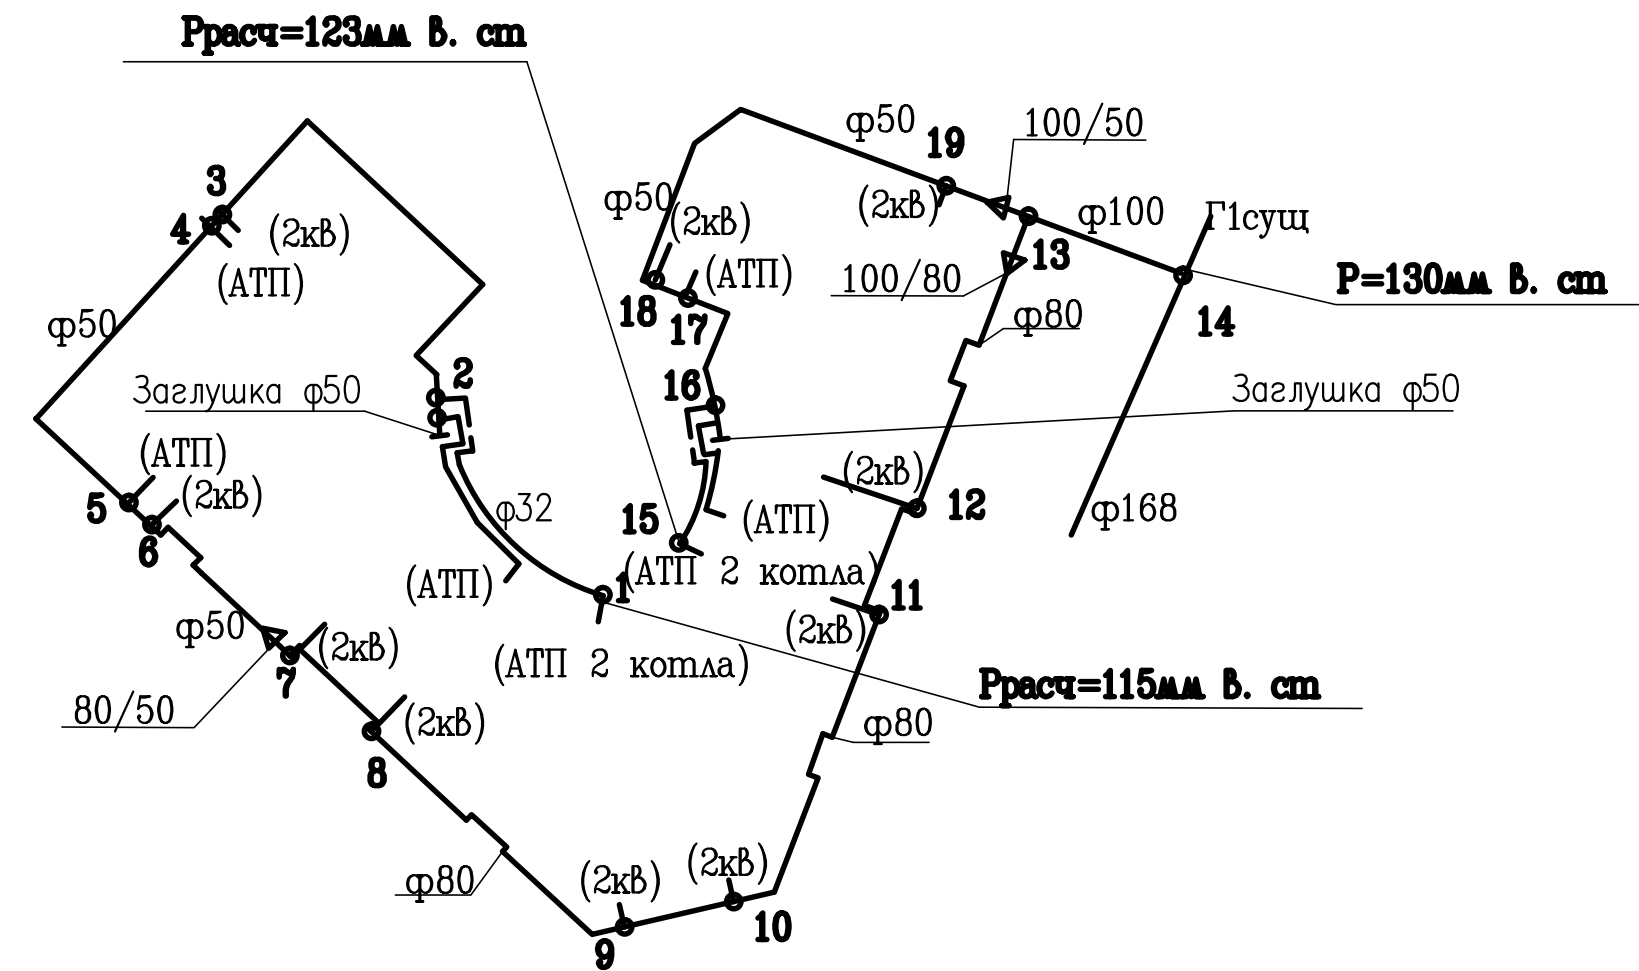 Pрасч=123мм в. ст
ф50
19
100/50
3
4
(2кв)
(АТП)
ф50
(2кв)
(2кв)
ф100
Г1сущ
13
(АТП)
100/80
P=130мм в. ст
18
17
ф80
14
ф50
2
16
Заглушка ф50
Заглушка ф50
(АТП)
(2кв)
5
6
(2кв)
12
ф32
15
(АТП)
ф168
(АТП)
1
(АТП 2 котла)
11
(2кв)
ф50
(2кв)
(АТП 2 котла)
7
Pрасч=115мм в. ст
80/50
(2кв)
ф80
8
(2кв)
(2кв)
ф80
10
9